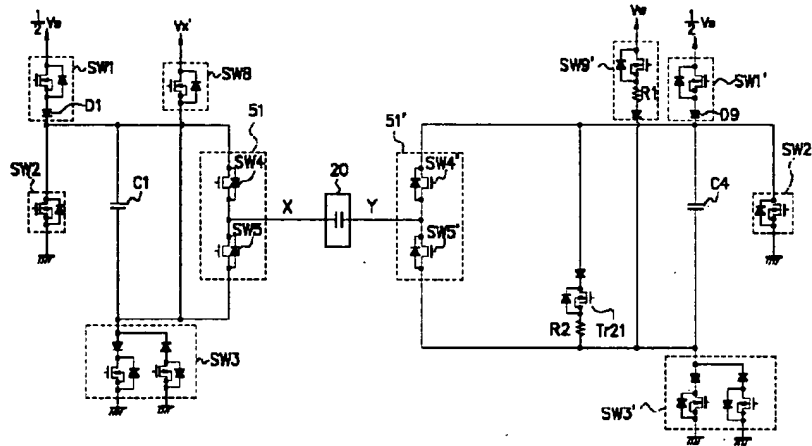 1/2 Vs
Vx'
Vw
1/2 Vs
SW1
SW8
SW9'
SW1'
D1
R1
D9
51
51'
SW2
C1
SW4
20
SW4'
C4
SW2
X
Y
SW5
SW5'
R2
Tr21
SW3
SW3'